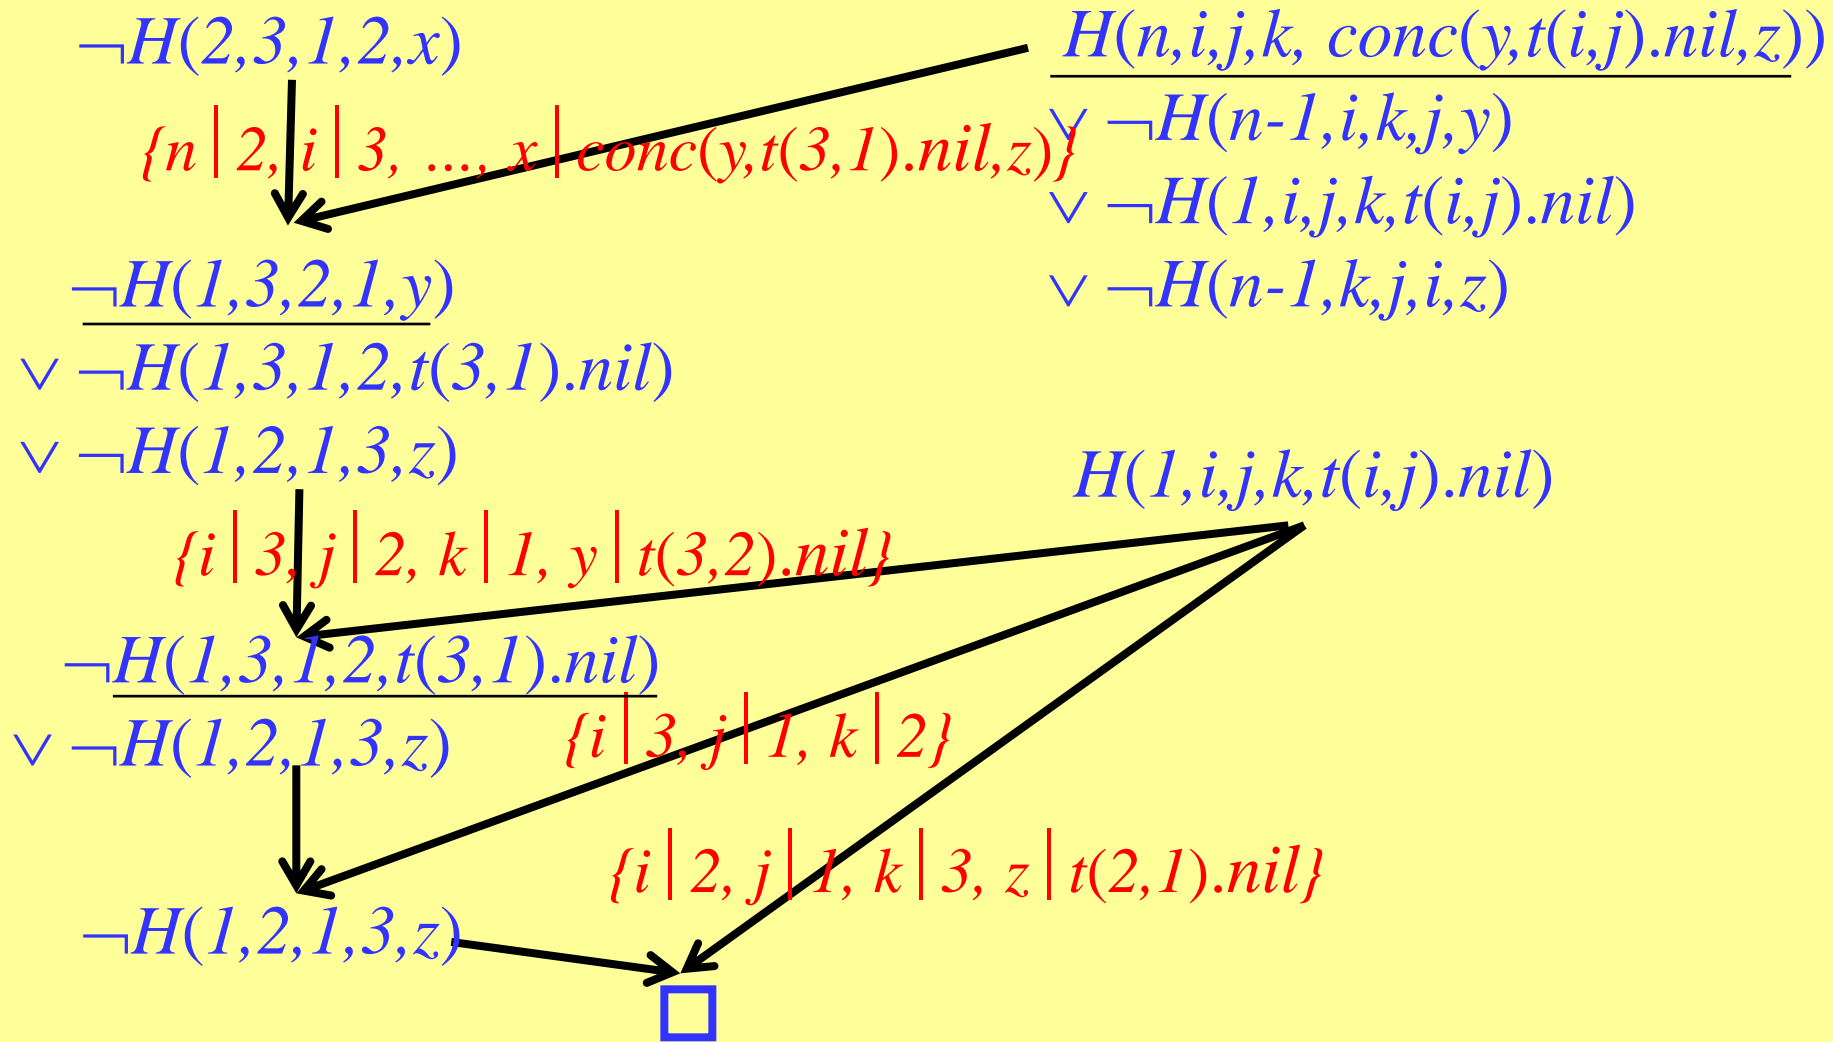 ¬H(2,3,1,2,x)
H(n,i,j,k, conc(y,t(i,j).nil,z))
∨ ¬H(n-1,i,k,j,y)
∨ ¬H(1,i,j,k,t(i,j).nil)
∨ ¬H(n-1,k,j,i,z)
{n|2, i|3, ..., x|conc(y,t(3,1).nil,z)}
¬H(1,3,2,1,y)
∨ ¬H(1,3,1,2,t(3,1).nil)
∨ ¬H(1,2,1,3,z)
H(1,i,j,k,t(i,j).nil)
{i|3, j|2, k|1, y|t(3,2).nil}
¬H(1,3,1,2,t(3,1).nil)
∨ ¬H(1,2,1,3,z)
{i|3, j|1, k|2}
{i|2, j|1, k|3, z|t(2,1).nil}
¬H(1,2,1,3,z)